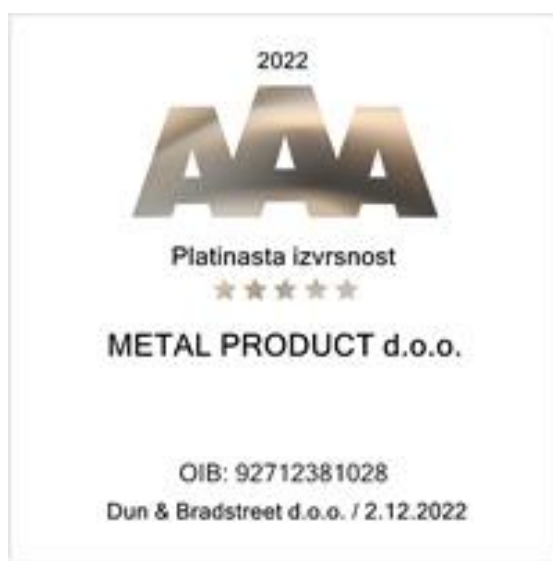 2022
AAA
Platinasta izvrsnost
METAL PRODUCT d.o.o.
OIB: 92712381028
Dun & Bradstreet d.o.o. / 2.12.2022